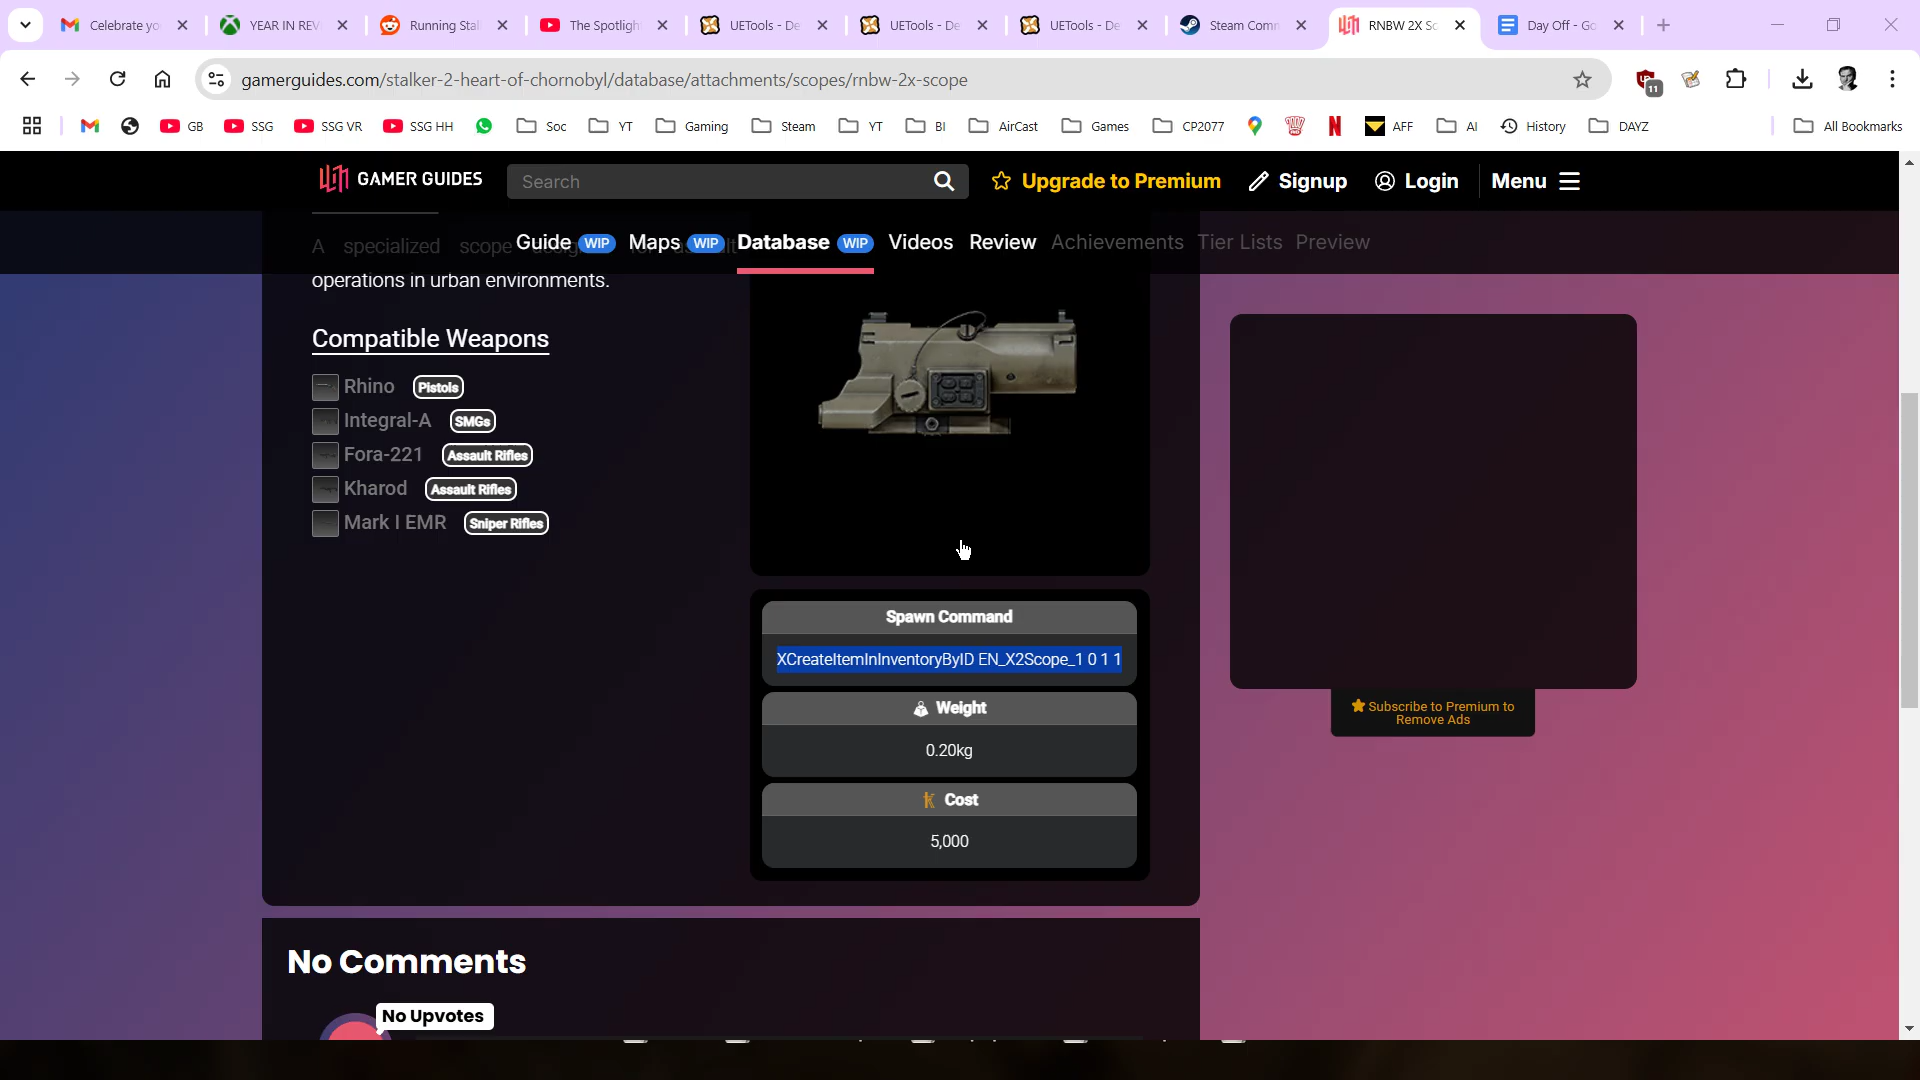 Celebrate yo
YEAR IN REV
Running Stal
The Spotligh
UETools - De
UETools - De
UETools - De
Steam Comm
RNBW 2X Sc
Day Off - Go
gamerguides.com/stalker-2-heart-of-chornobyl/database/attachments/scopes/rnbw-2x-scope
11
GB
SSG
SSG VR
SSG HH
Soc
YT
Gaming
Steam
YT
BI
AirCast
Games
CP2077
AFF
AI
History
DAYZ
All Bookmarks
GAMER GUIDES
Search
Upgrade to Premium
Signup
Login
Menu
Guide WIP
Maps WIP
Database WIP
Videos
Review
Achievements
Tier Lists
Preview
A specialized scope
operations in urban environments.
Compatible Weapons
Rhino Pistols
Integral-A SMGs
Fora-221 Assault Rifles
Kharod Assault Rifles
Mark I EMR Sniper Rifles
Spawn Command
XCreateItemInInventoryByID EN_X2Scope_1 0 1 1
Weight
0.20kg
Cost
5,000
Subscribe to Premium to
Remove Ads
No Comments
No Upvotes